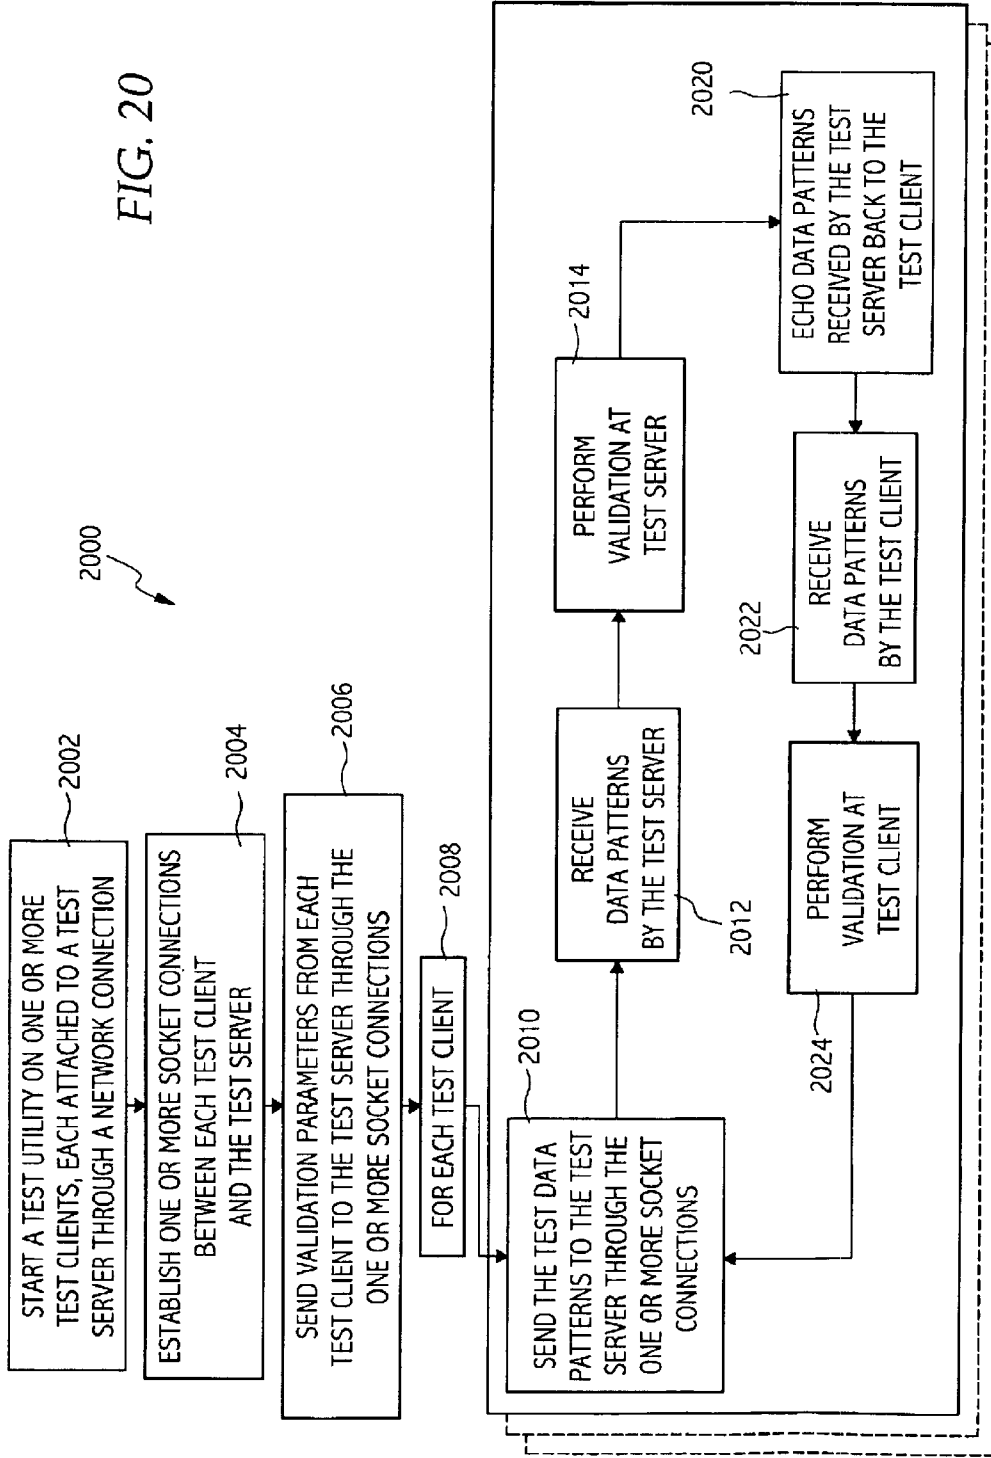 FIG. 20
2000
START A TEST UTILITY ON ONE OR MORE
TEST CLIENTS, EACH ATTACHED TO A TEST
SERVER THROUGH A NETWORK CONNECTION
2002
ESTABLISH ONE OR MORE SOCKET CONNECTIONS
BETWEEN EACH TEST CLIENT
AND THE TEST SERVER
2004
SEND VALIDATION PARAMETERS FROM EACH
TEST CLIENT TO THE TEST SERVER THROUGH THE
ONE OR MORE SOCKET CONNECTIONS
2006
FOR EACH TEST CLIENT
2008
SEND THE TEST DATA
PATTERNS TO THE TEST
SERVER THROUGH THE
ONE OR MORE SOCKET
CONNECTIONS
2010
RECEIVE
DATA PATTERNS
BY THE TEST SERVER
2012
PERFORM
VALIDATION AT
TEST SERVER
2014
ECHO DATA PATTERNS
RECEIVED BY THE TEST
SERVER BACK TO THE
TEST CLIENT
2020
RECEIVE
DATA PATTERNS
BY THE TEST CLIENT
2022
PERFORM
VALIDATION AT
TEST CLIENT
2024